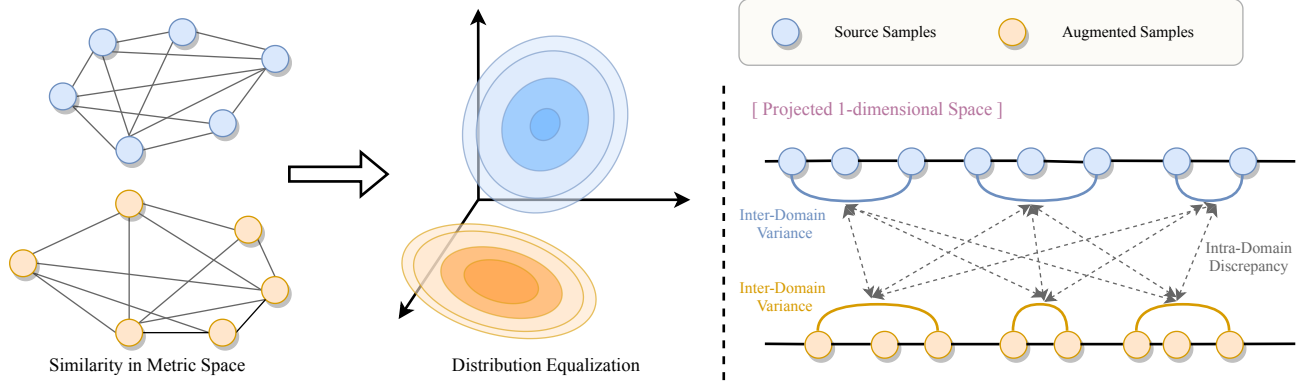 Source Samples
Augmented Samples
[ Projected 1-dimensional Space ]
Inter-Domain
Variance
Intra-Domain
Discrepancy
Inter-Domain
Variance
Similarity in Metric Space
Distribution Equalization